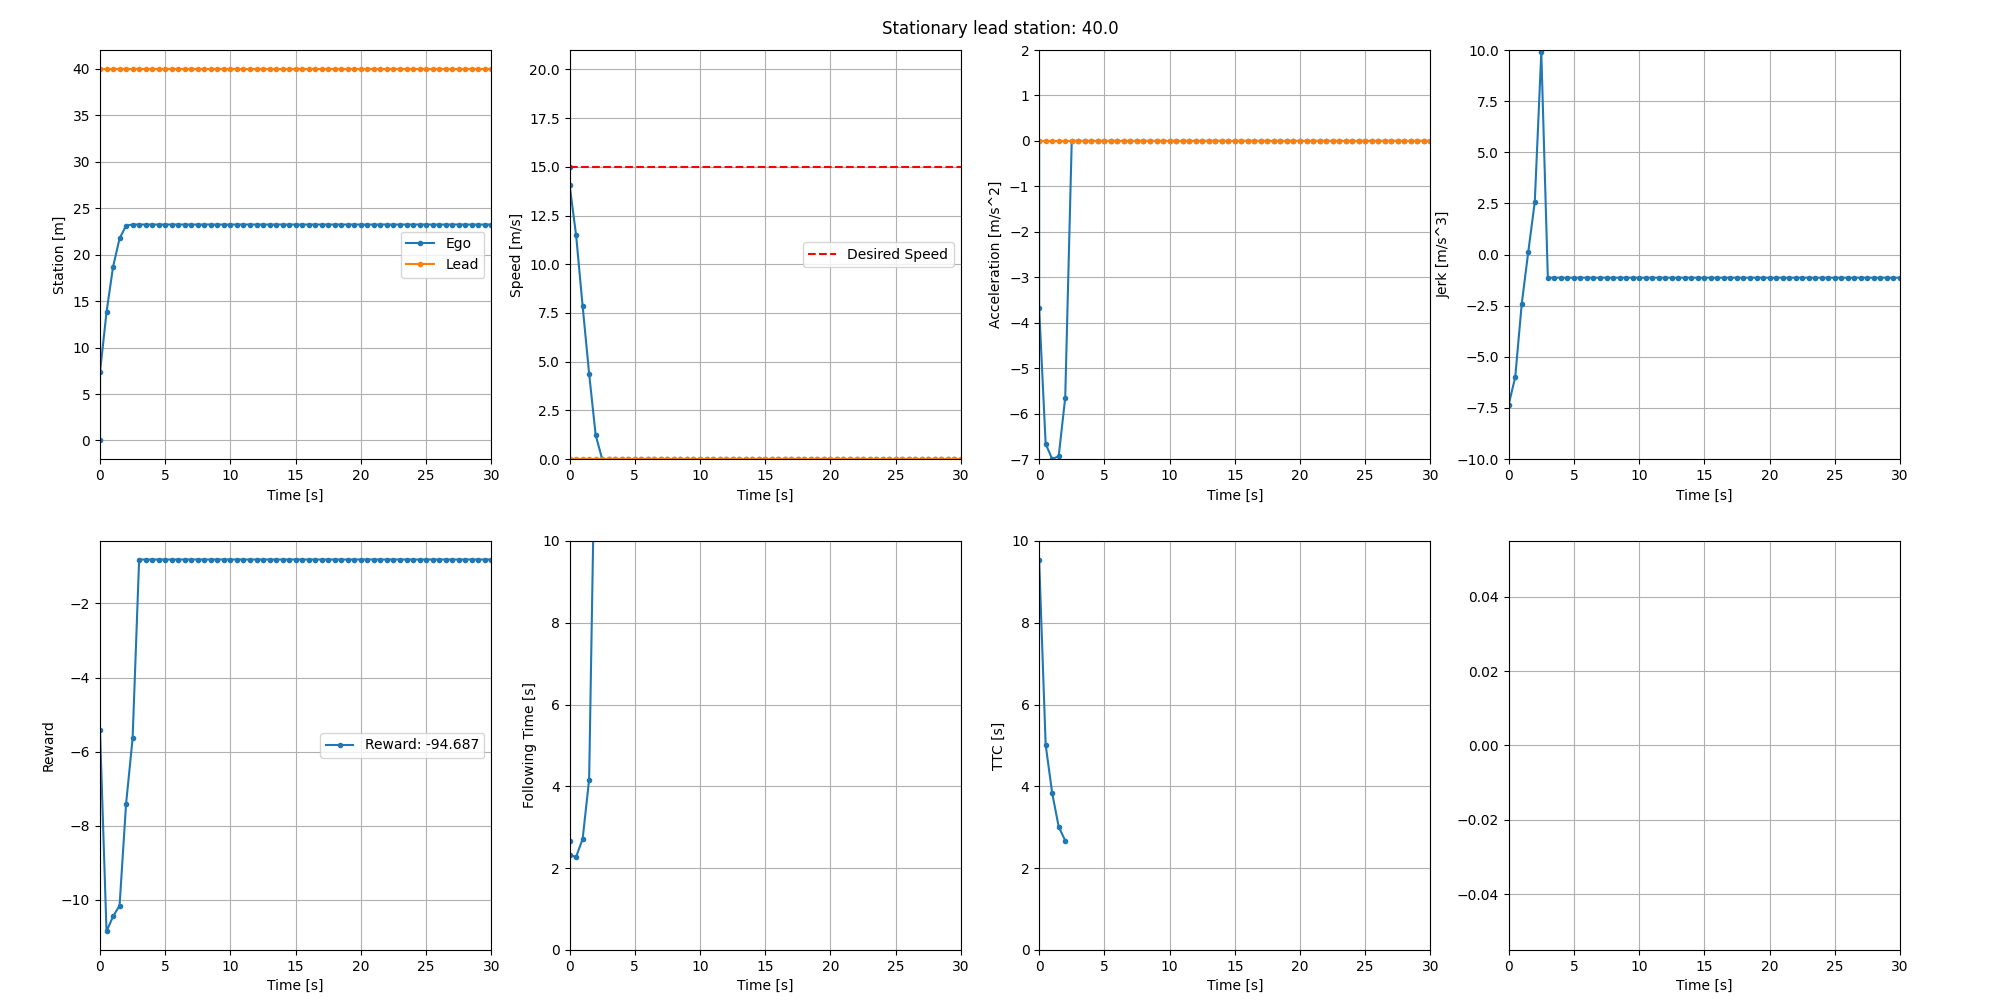 Stationary lead station: 40.0
40
35
30
25
20
15
10
5
0
Station [m]
Ego
Lead
0 5 10 15 20 25 30
Time [s]
20.0
17.5
15.0
12.5
10.0
7.5
5.0
2.5
0.0
Speed [m/s]
Desired Speed
0 5 10 15 20 25 30
Time [s]
2
1
0
−1
−2
−3
−4
−5
−6
−7
Acceleration [m/s^2]
0 5 10 15 20 25 30
Time [s]
10.0
7.5
5.0
2.5
0.0
−2.5
−5.0
−7.5
−10.0
Jerk [m/s^3]
0 5 10 15 20 25 30
Time [s]
−2
−4
−6
−8
−10
Reward
Reward: -94.687
0 5 10 15 20 25 30
Time [s]
10
8
6
4
2
0
Following Time [s]
0 5 10 15 20 25 30
Time [s]
10
8
6
4
2
0
TTC [s]
0 5 10 15 20 25 30
Time [s]
0.04
0.02
0.00
−0.02
−0.04
0 5 10 15 20 25 30
Time [s]